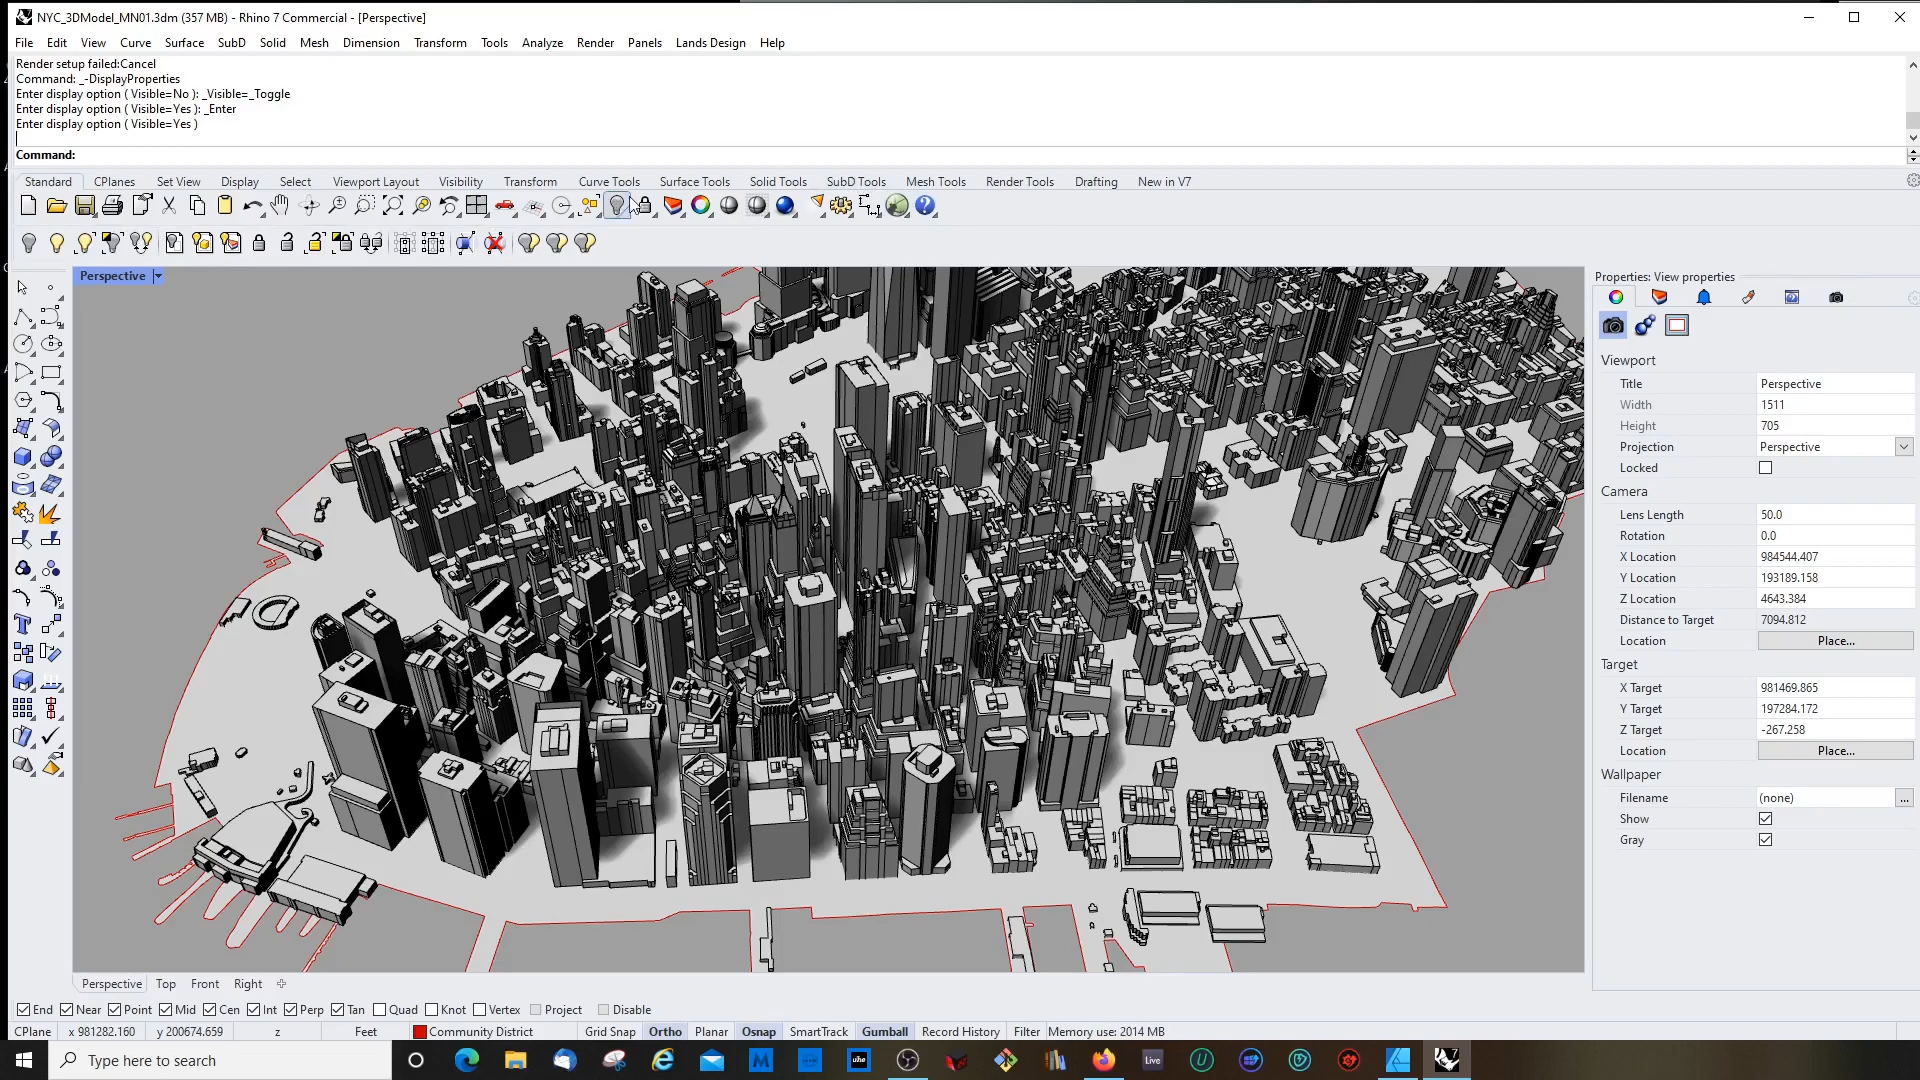 NYC_3DModel_MN01.3dm (357 MB) - Rhino 7 Commercial - [Perspective]
File Edit View Curve Surface SubD Solid Mesh Dimension Transform Tools Analyze Render Panels Lands Design Help
Render setup failed:Cancel
Command: _-DisplayProperties
Enter display option ( Visible=No ): _Visible=_Toggle
Enter display option ( Visible=Yes ): _Enter
Enter display option ( Visible=Yes )
Command:
Standard CPlanes Set View Display Select Viewport Layout Visibility Transform Curve Tools Surface Tools Solid Tools SubD Tools Mesh Tools Render Tools Drafting New in V7
Perspective
Properties: View properties
Viewport
Title Perspective
Width 1511
Height 705
Projection Perspective
Locked
Camera
Lens Length 50.0
Rotation 0.0
X Location 984544.407
Y Location 193189.158
Z Location 4643.384
Distance to Target 7094.812
Location Place...
Target
X Target 981469.865
Y Target 197284.172
Z Target -267.258
Location Place...
Wallpaper
Filename (none) ...
Show
Gray
Perspective Top Front Right
End Near Point Mid Cen Int Perp Tan Quad Knot Vertex Project Disable
CPlane x 981282.160 y 200674.659 z Feet Community District Grid Snap Ortho Planar Osnap SmartTrack Gumball Record History Filter Memory use: 2014 MB
Type here to search
uhe
Live